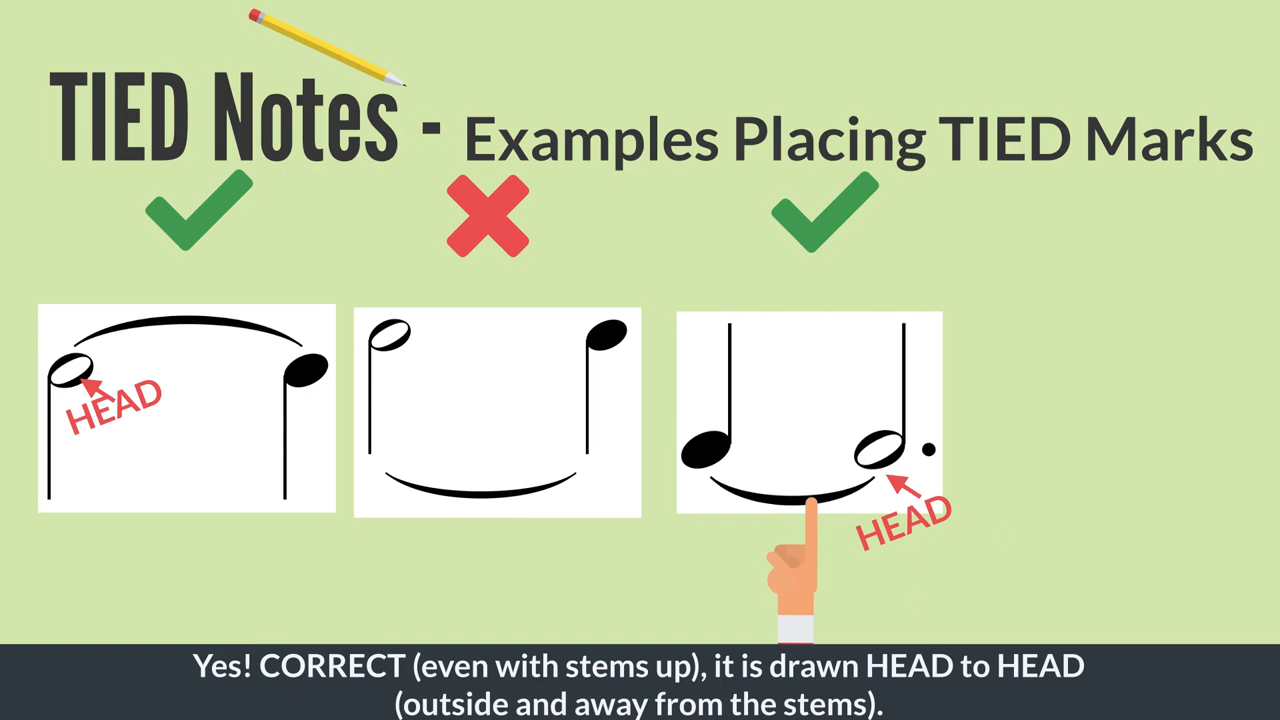 TIED Notes - Examples Placing TIED Marks
HEAD
HEAD
Yes! CORRECT (even with stems up), it is drawn HEAD to HEAD
(outside and away from the stems).